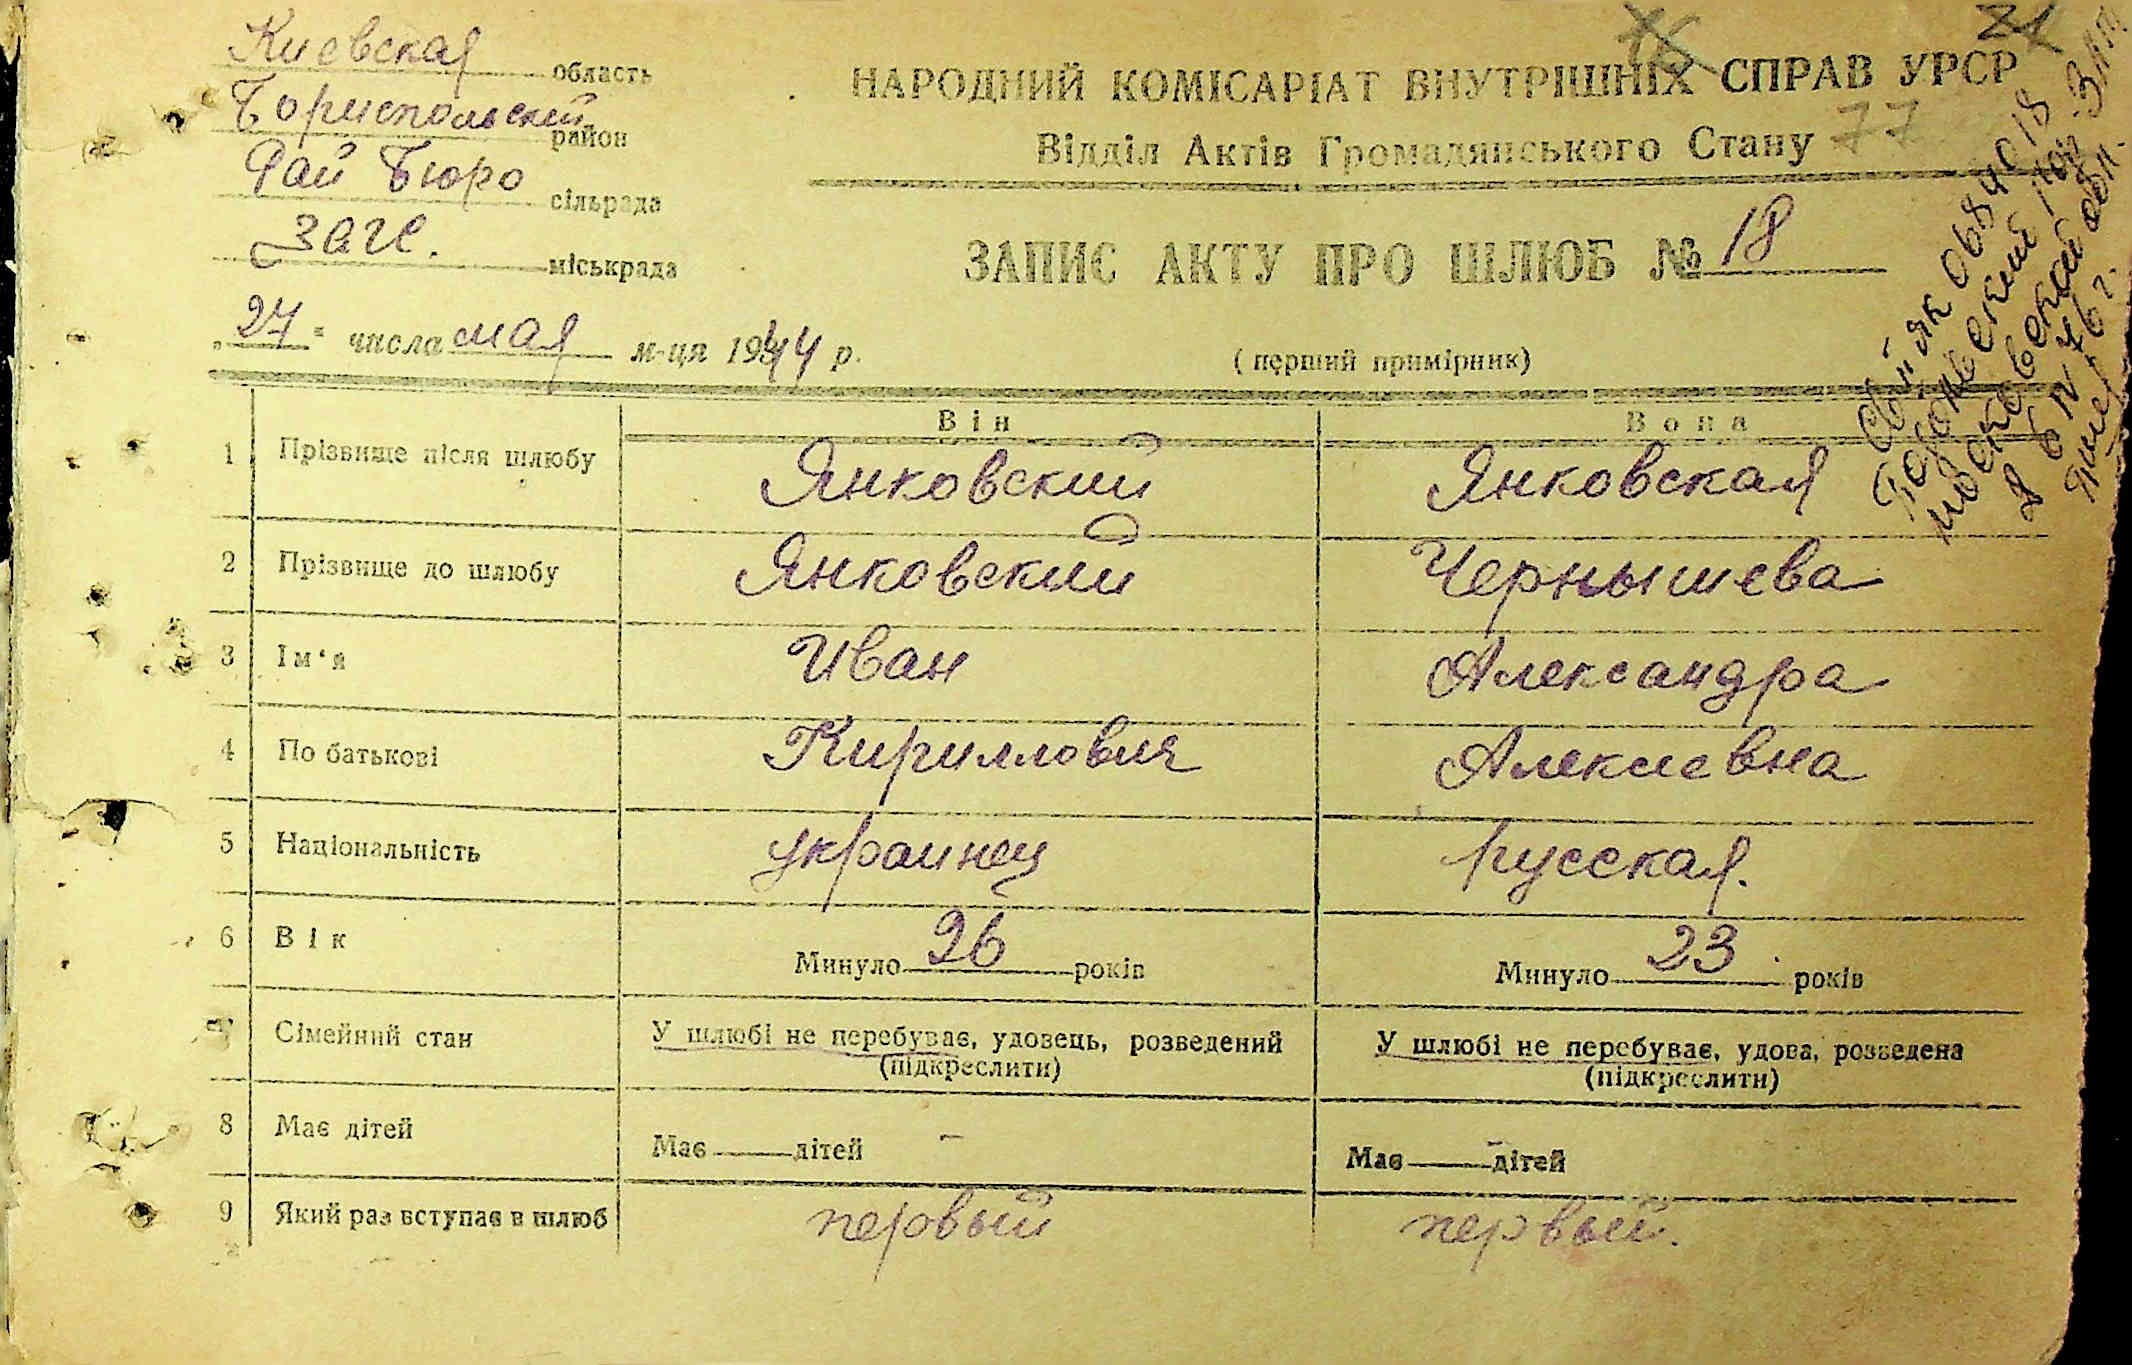 Киевская область
Бориспольский район
Рай Бюро сільрада
ЗАГС. міськрада
НАРОДНИЙ КОМІСАРІАТ ВНУТРІШНІХ СПРАВ УРСР
21
Відділ Актів Громадянського Стану 77
ЗАПИС АКТУ ПРО ШЛЮБ № 18
„27" числа мая м-ця 1944 р.
(перший примірник)
Він Вона
1 Прізвище після шлюбу Янковский Янковская
2 Прізвище до шлюбу Янковский Чернышева
3 Ім'я Иван Александра
4 По батькові Кириллович Алексеевна
5 Національність украинец русская.
6 Вік Минуло 26 років Минуло 23 років
7 Сімейний стан У шлюбі не перебуває, удовець, розведений У шлюбі не перебуває, удова, розведена
(підкреслити) (підкреслити)
8 Має дітей Має — дітей – Має — дітей –
9 Який раз вступає в шлюб первый первый.